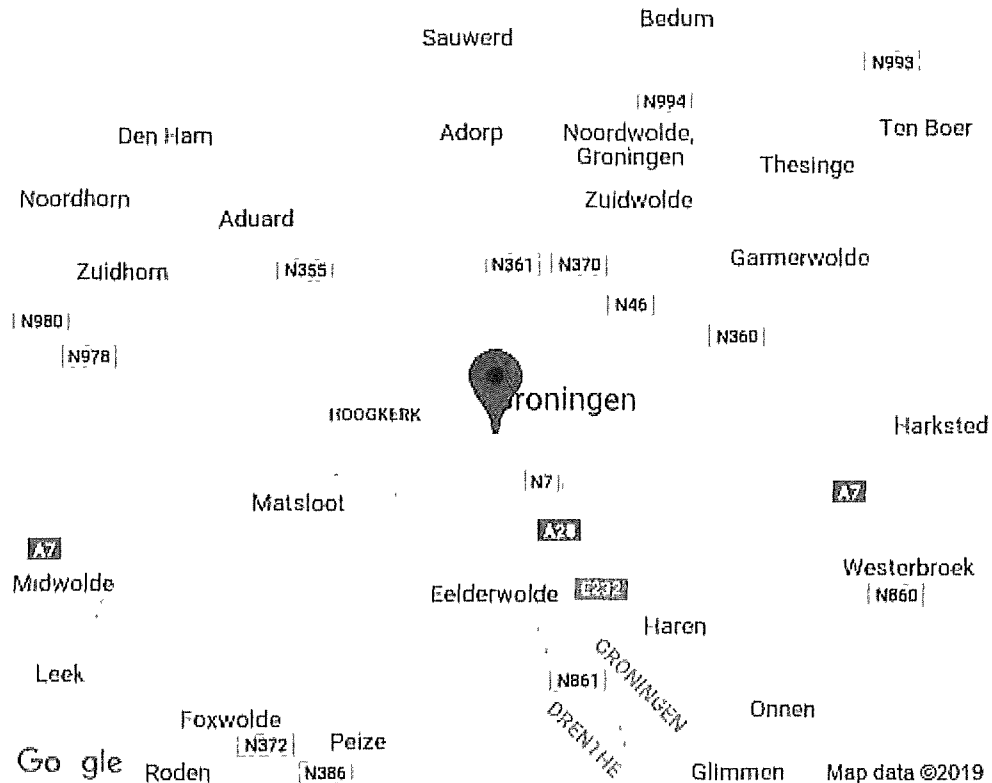 Bedum
Sauwerd
N993
N994
Den Ham
Adorp
Noordwolde,
Groningen
Ten Boer
Thesinge
Noordhorn
Aduard
Zuidwolde
Zuidhorn
N355
N361
N370
Garmerwolde
N46
N980
N360
N978
HOOGKERK
roningen
Harksted
N7
A7
Matsloot
A28
A7
Midwolde
Eelderwolde
E232
Westerbroek
N860
Haren
GRONINGEN
Leek
N861
DRENTHE
Onnen
Foxwolde
N372
Peize
Go gle
Roden
N386
Glimmen
Map data ©2019